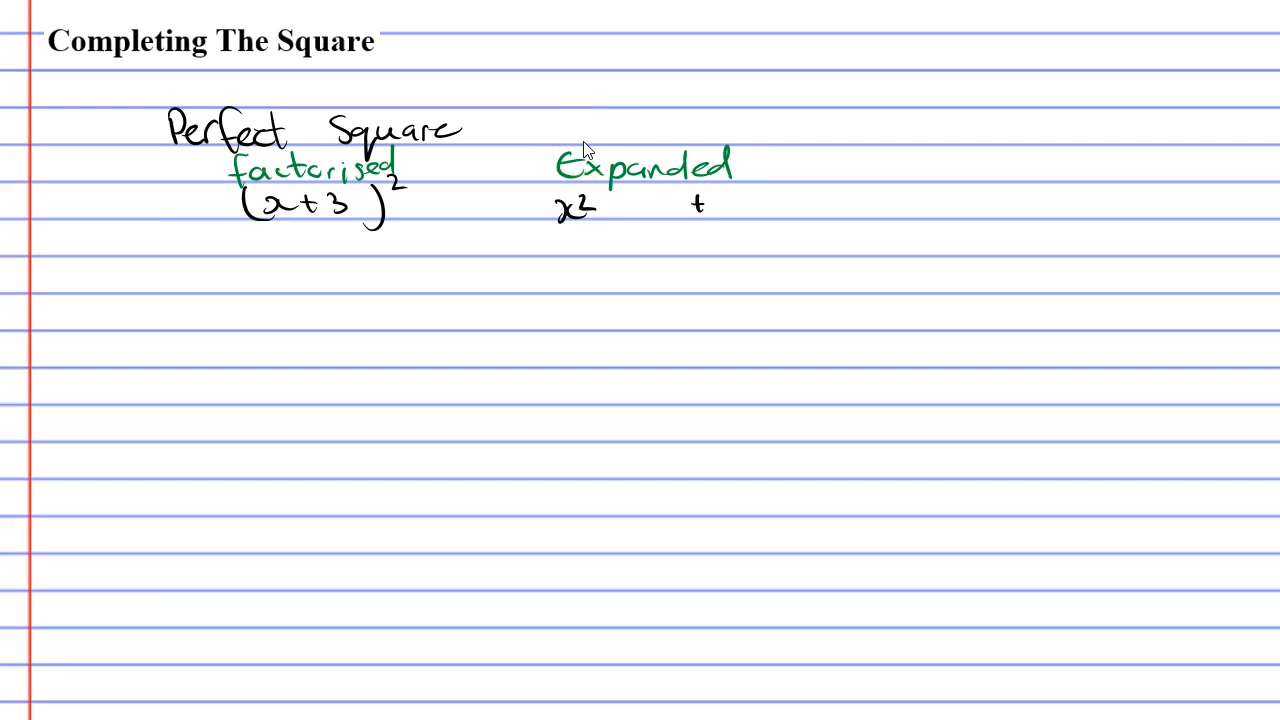 Completing The Square
Perfect Square
factorised Expanded
(x+3)² x² +